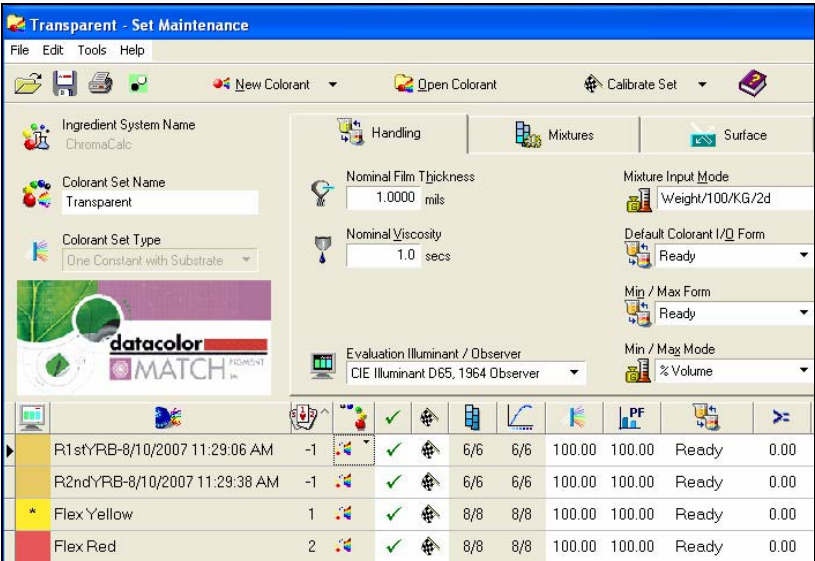 Transparent - Set Maintenance
File Edit Tools Help
New Colorant Open Colorant Calibrate Set
Ingredient System Name
ChromaCalc
Colorant Set Name
Transparent
Colorant Set Type
One Constant with Substrate
datacolor
MATCH PIGMENT
Handling Mixtures Surface
Nominal Film Thickness
1.0000 mils
Nominal Viscosity
1.0 secs
Evaluation Illuminant / Observer
CIE Illuminant D65, 1964 Observer
Mixture Input Mode
Weight/100/KG/2d
Default Colorant I/O Form
Ready
Min / Max Form
Ready
Min / Max Mode
% Volume
PF >=
R1stYRB-8/10/2007 11:29:06 AM -1 6/6 6/6 100.00 100.00 Ready 0.00
R2ndYRB-8/10/2007 11:29:38 AM -1 6/6 6/6 100.00 100.00 Ready 0.00
* Flex Yellow 1 8/8 8/8 100.00 100.00 Ready 0.00
Flex Red 2 8/8 8/8 100.00 100.00 Ready 0.00